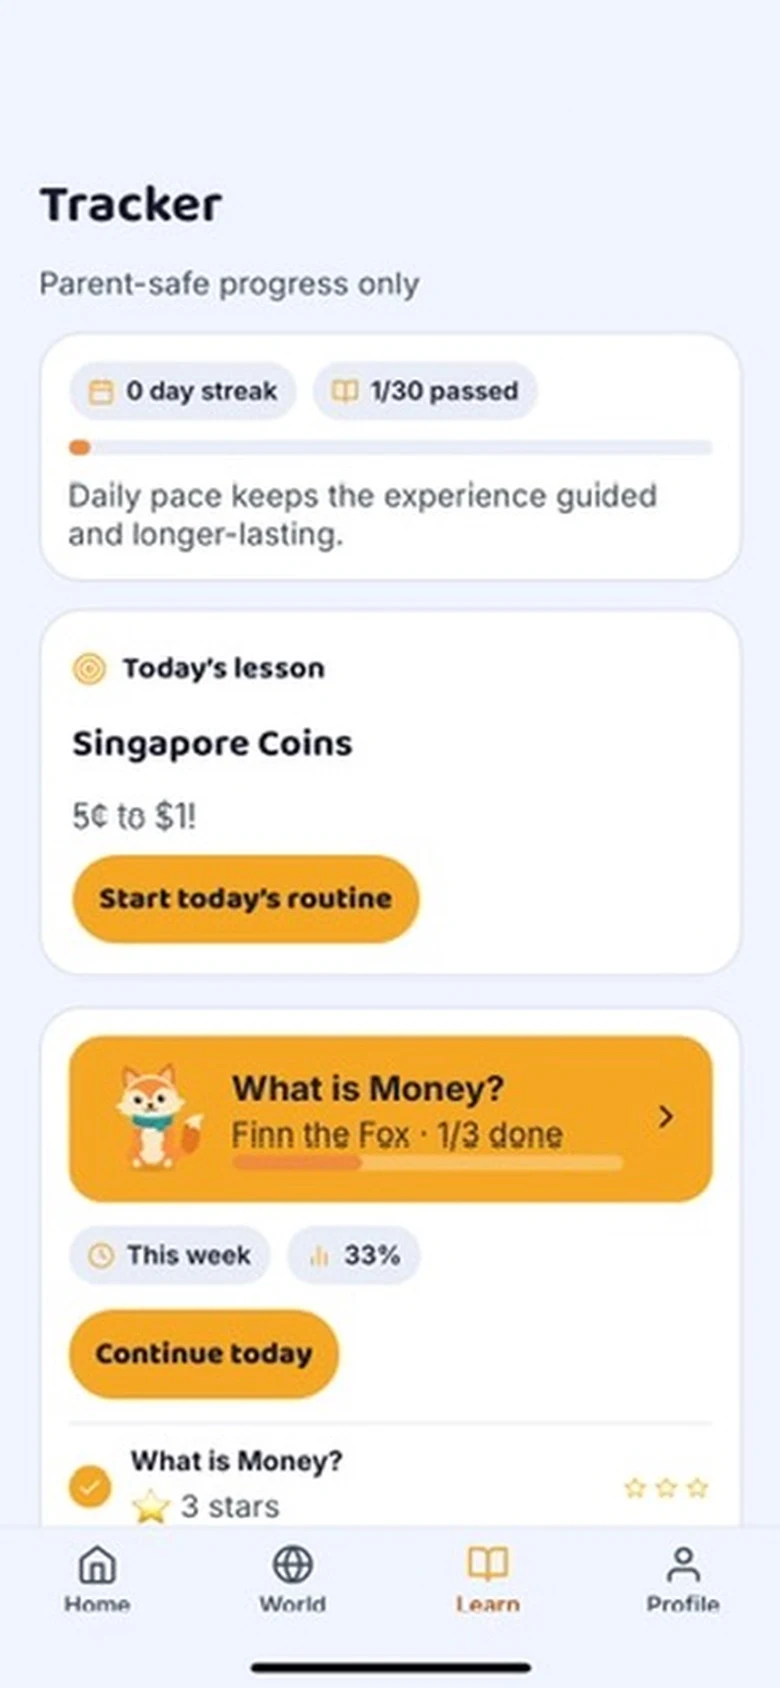 Tracker
Parent-safe progress only
0 day streak
1/30 passed
Daily pace keeps the experience guided
and longer-lasting.
Today's lesson
Singapore Coins
5¢ to $1!
Start today's routine
What is Money?
Finn the Fox · 1/3 done
This week
33%
Continue today
What is Money?
3 stars
Home
World
Learn
Profile